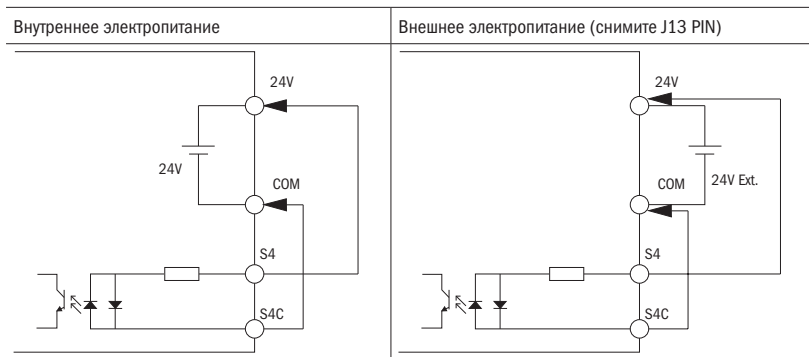 Внутреннее электропитание
Внешнее электропитание (снимите J13 PIN)
24V
24V
COM
S4
S4C
24V
COM
24V Ext.
S4
S4C